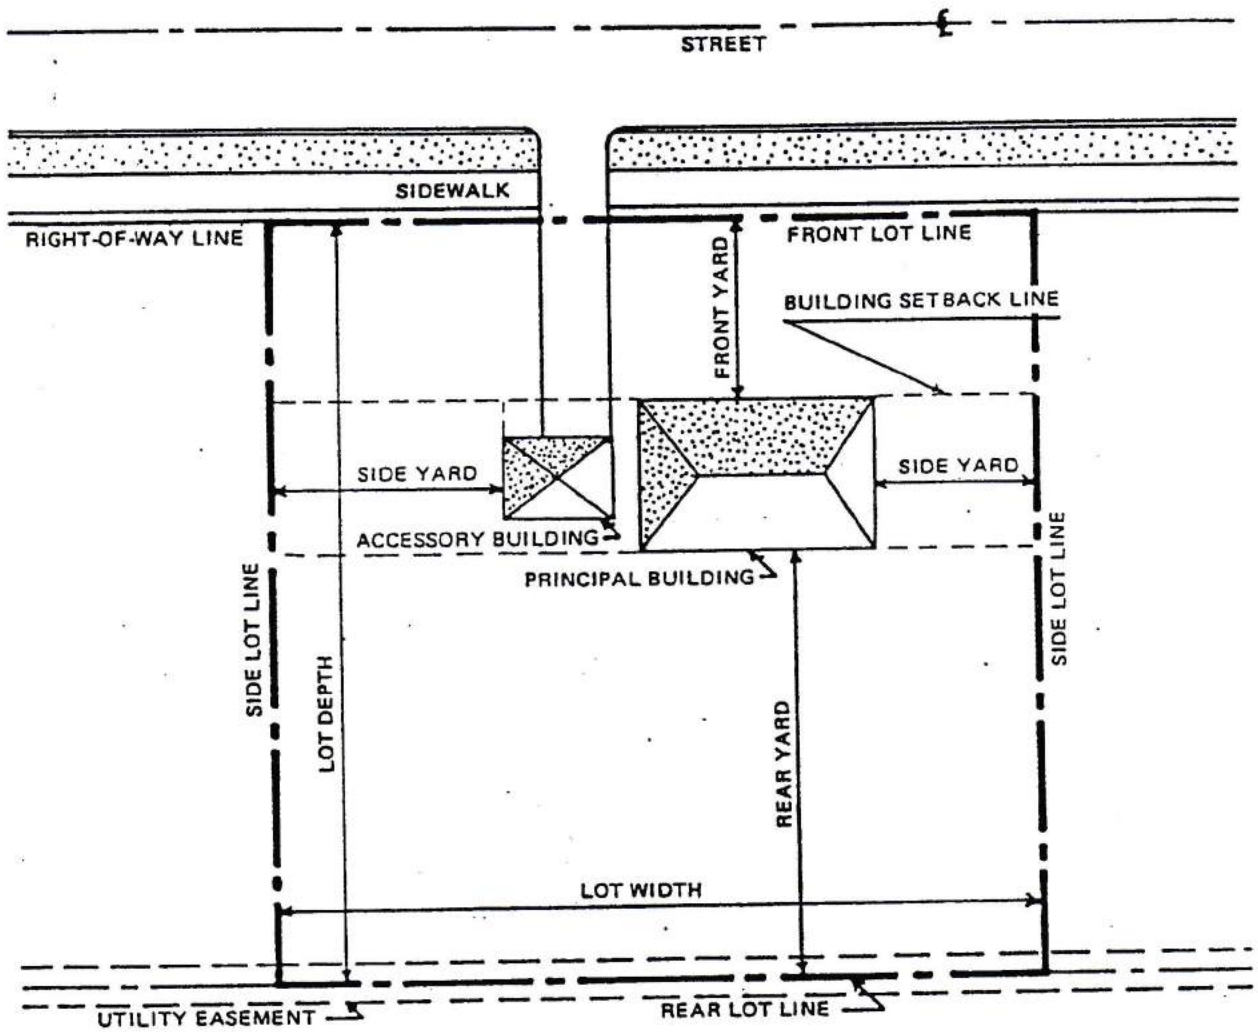 ℄
STREET
SIDEWALK
RIGHT-OF-WAY LINE
FRONT LOT LINE
FRONT YARD
BUILDING SETBACK LINE
SIDE YARD
SIDE YARD
ACCESSORY BUILDING
PRINCIPAL BUILDING
SIDE LOT LINE
SIDE LOT LINE
LOT DEPTH
REAR YARD
LOT WIDTH
UTILITY EASEMENT
REAR LOT LINE